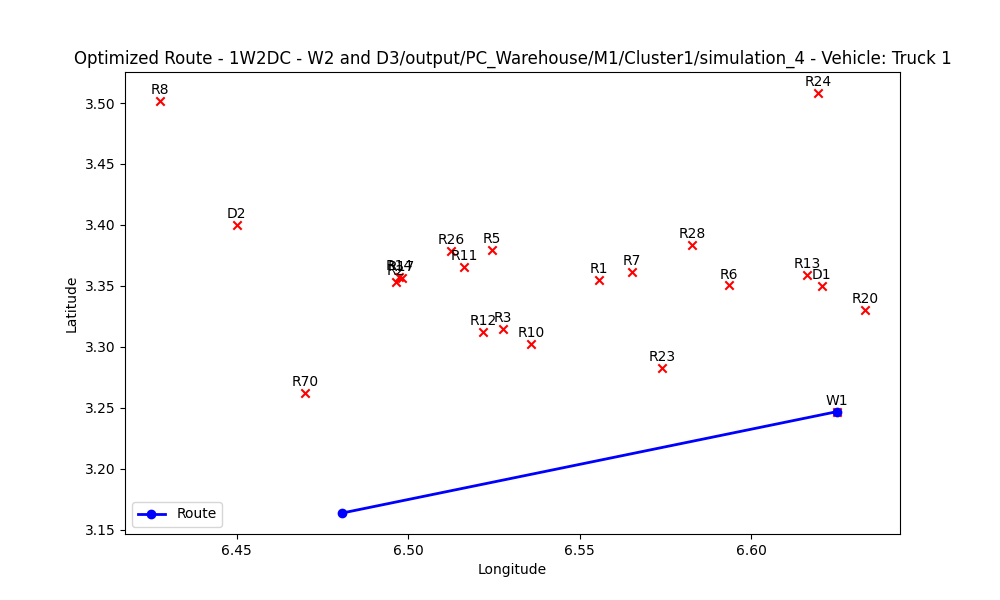 Optimized Route - 1W2DC - W2 and D3/output/PC_Warehouse/M1/Cluster1/simulation_4 - Vehicle: Truck 1
R8
R24
3.50
3.45
D2
3.40
R26
R5
R28
R11
R1
R7
R13
R6
D1
3.35
R20
R12
R3
R10
3.30
R23
R70
3.25
W1
3.20
3.15
Route
6.45
6.50
6.55
6.60
Longitude
Latitude